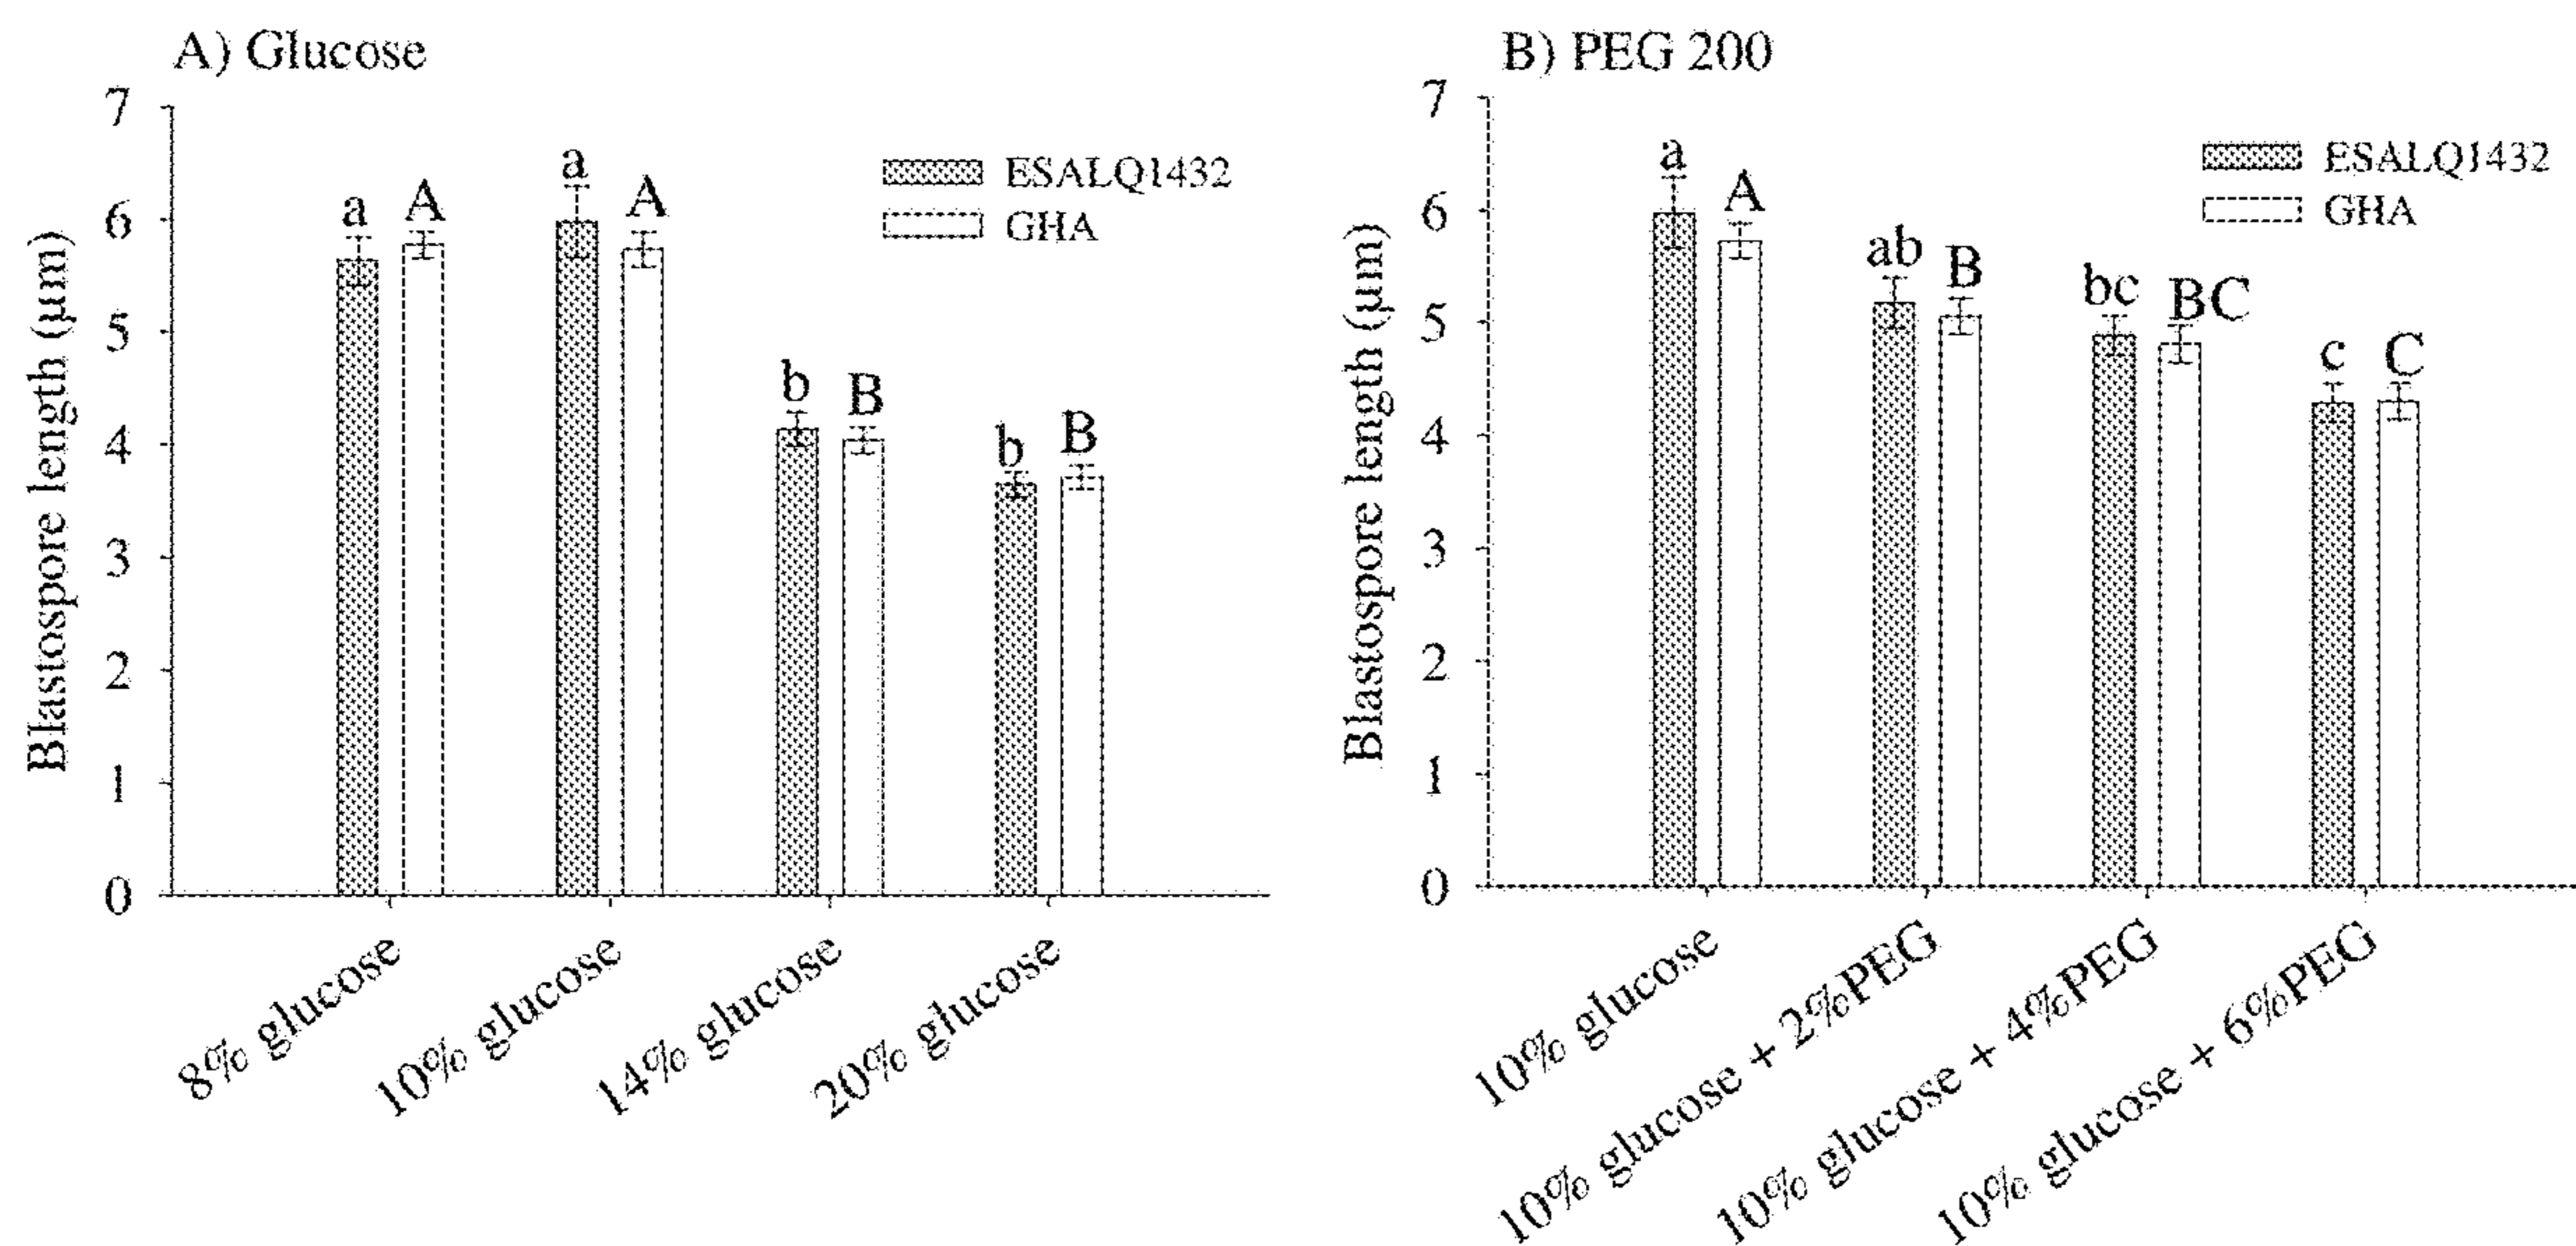 A) Glucose
Blastospore length (µm)
7
6
5
4
3
2
1
0
ESALQ1432
GHA
a
A
a
A
b
B
b
B
8% glucose
10% glucose
14% glucose
20% glucose
B) PEG 200
Blastospore length (µm)
7
6
5
4
3
2
1
0
ESALQ1432
GHA
a
A
ab
B
bc
BC
c
C
10% glucose
10% glucose + 2%PEG
10% glucose + 4%PEG
10% glucose + 6%PEG